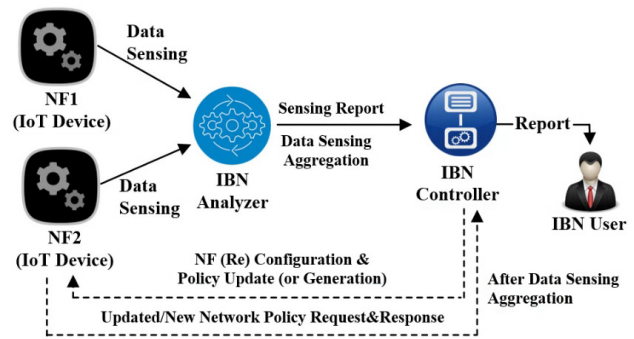 Data
Sensing
NF1
(IoT Device)
Sensing Report
Data Sensing
Aggregation
Report
Data
Sensing
IBN
Analyzer
IBN
Controller
IBN User
NF2
(IoT Device)
NF (Re) Configuration &
Policy Update (or Generation)
After Data Sensing
Aggregation
Updated/New Network Policy Request&Response